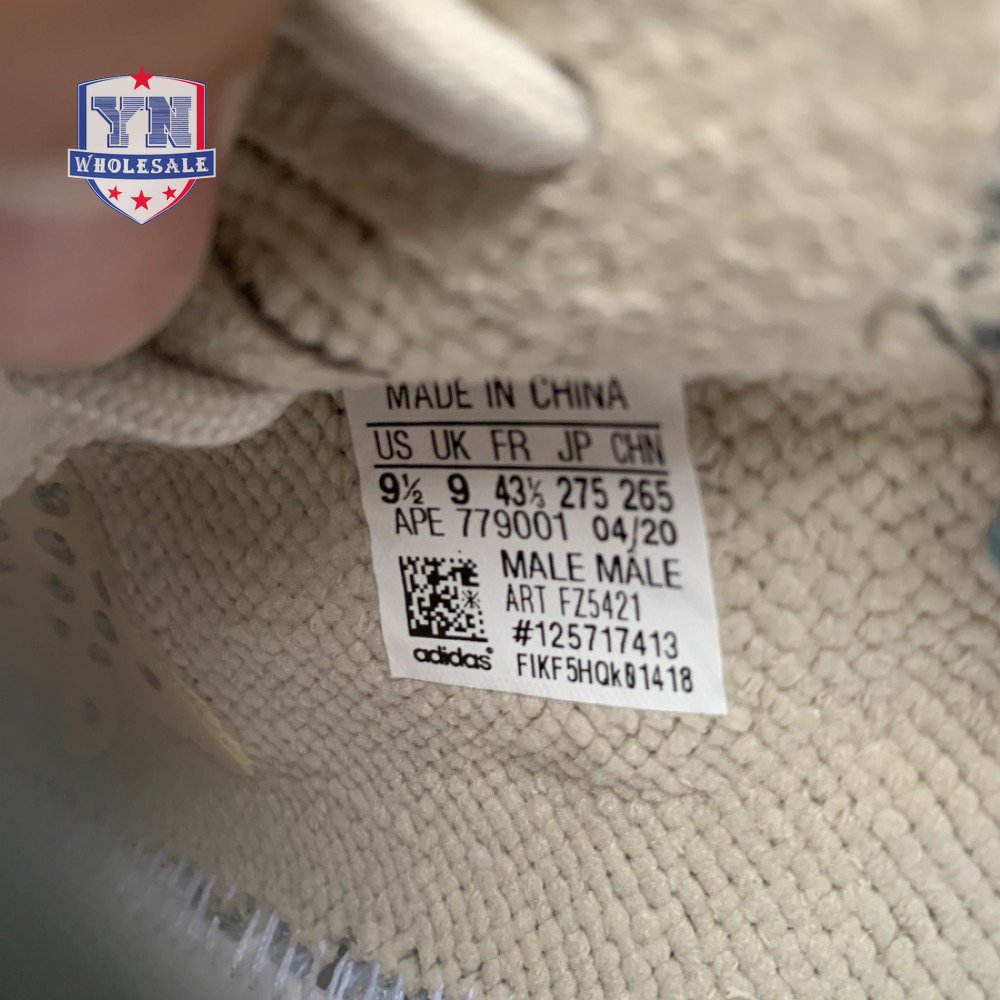 YN
WHOLESALE
MADE IN CHINA
US UK FR JP CHN
9½ 9 43⅓ 275 265
APE 779001 04/20
MALE MALE
ART FZ5421
#125717413
adidas®
FIKF5HQk01418